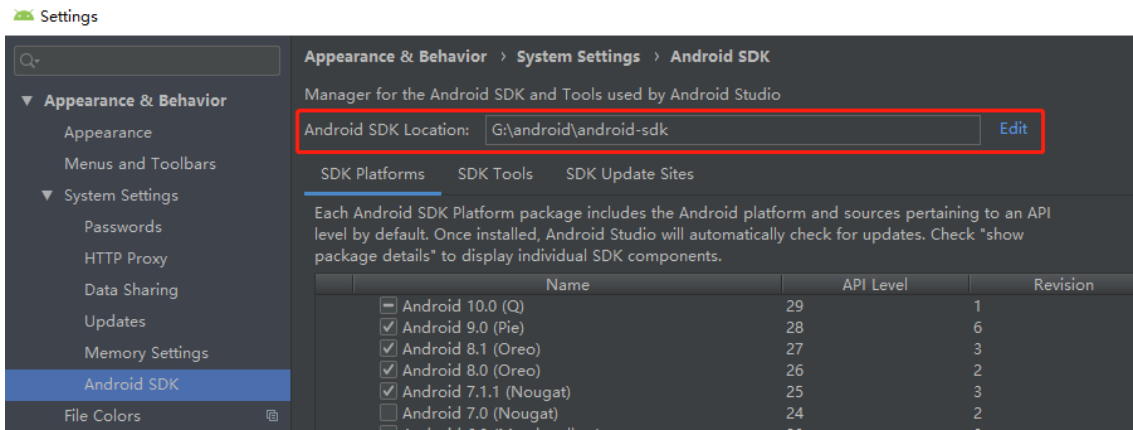 Settings
Appearance & Behavior > System Settings > Android SDK
Appearance & Behavior
Manager for the Android SDK and Tools used by Android Studio
Appearance
Android SDK Location: G:\android\android-sdk Edit
Menus and Toolbars
SDK Platforms SDK Tools SDK Update Sites
System Settings
Passwords
Each Android SDK Platform package includes the Android platform and sources pertaining to an API
level by default. Once installed, Android Studio will automatically check for updates. Check "show
package details" to display individual SDK components.
HTTP Proxy
Data Sharing
Updates
Memory Settings
Android SDK
File Colors
Name API Level Revision
Android 10.0 (Q) 29 1
Android 9.0 (Pie) 28 6
Android 8.1 (Oreo) 27 3
Android 8.0 (Oreo) 26 2
Android 7.1.1 (Nougat) 25 3
Android 7.0 (Nougat) 24 2